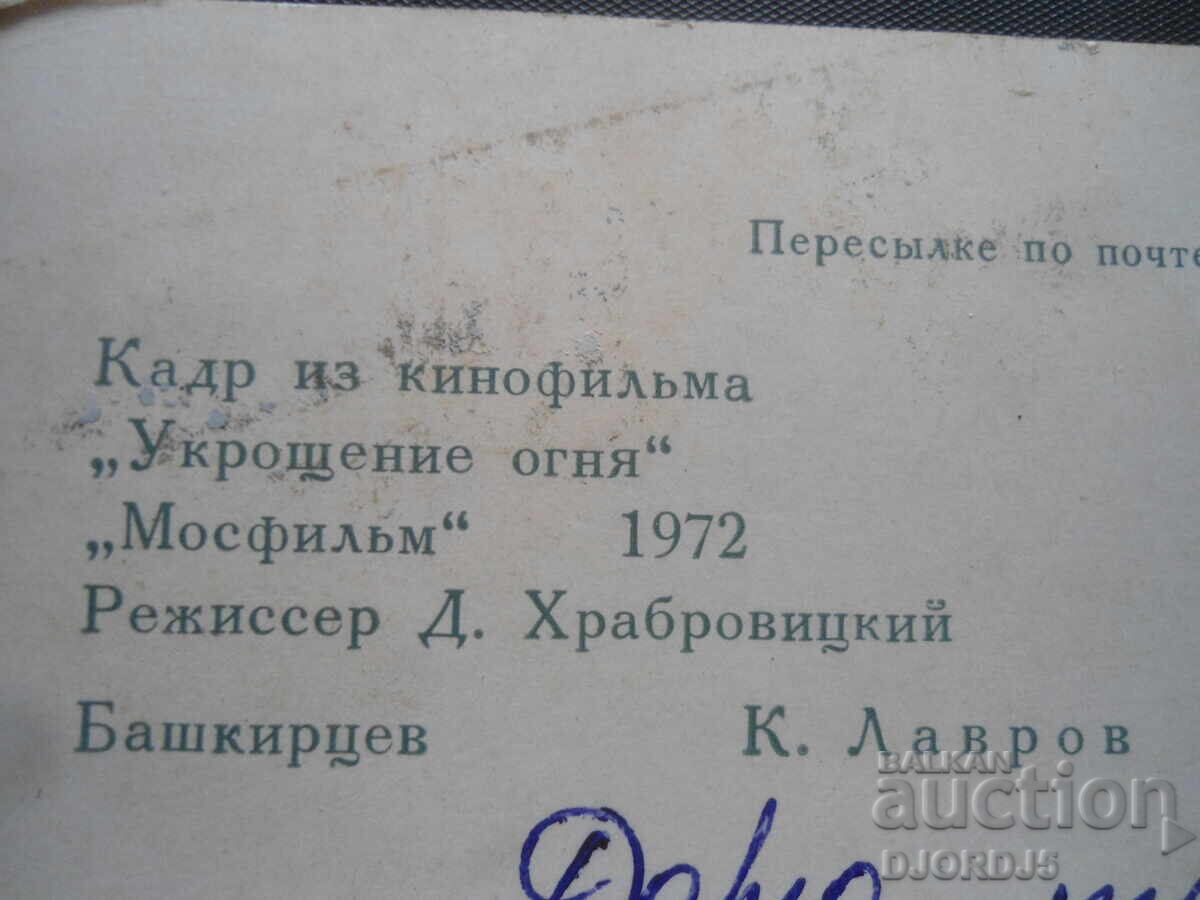 Пересылке по почте
Кадр из кинофильма
„Укрощение огня“
„Мосфильм“ 1972
Режиссер Д. Храбровицкий
Башкирцев К. Лавров
BALKAN
auction
DJORDJ5